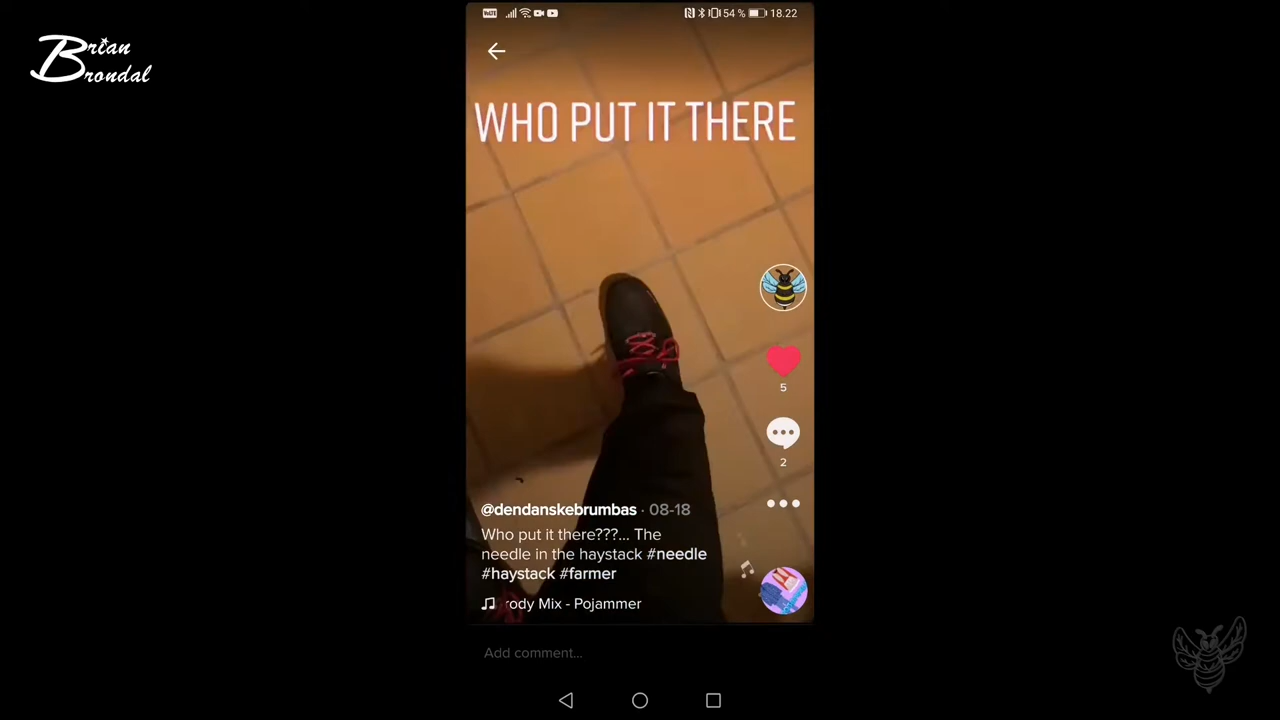 Brian
Brondal
VoLTE
54 %
18.22
WHO PUT IT THERE
5
2
@dendanskebrumbas · 08-18
Who put it there???... The
needle in the haystack #needle
#haystack #farmer
rody Mix - Pojammer
Add comment...